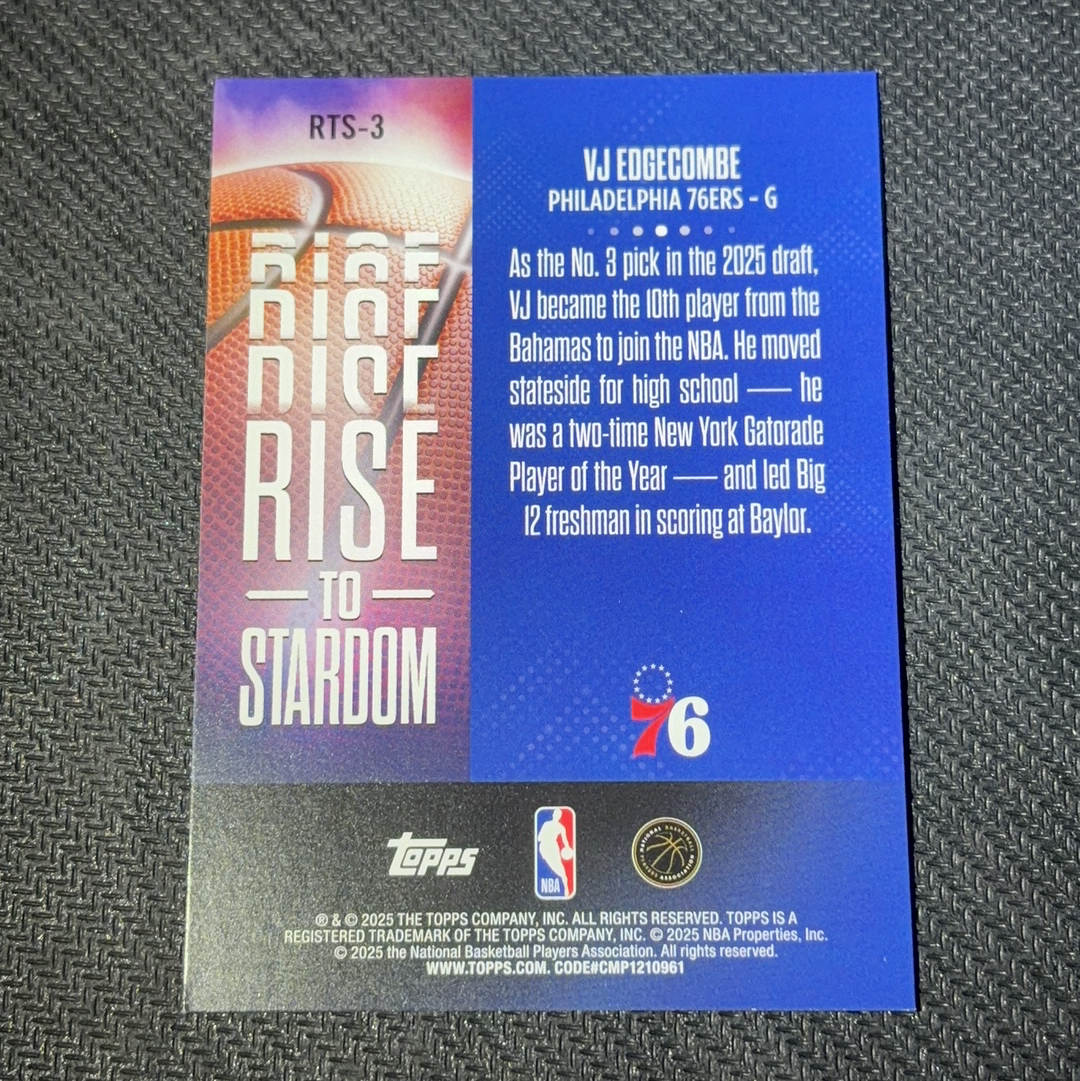 RTS-3
RISE
RISE
RISE
RISE
TO
STARDOM
VJ EDGECOMBE
PHILADELPHIA 76ERS - G
As the No. 3 pick in the 2025 draft,
VJ became the 10th player from the
Bahamas to join the NBA. He moved
stateside for high school — he
was a two-time New York Gatorade
Player of the Year — and led Big
12 freshman in scoring at Baylor.
76
Topps
NBA
NATIONAL BASKETBALL PLAYERS ASSOCIATION
® & © 2025 THE TOPPS COMPANY, INC. ALL RIGHTS RESERVED. TOPPS IS A
REGISTERED TRADEMARK OF THE TOPPS COMPANY, INC. © 2025 NBA Properties, Inc.
© 2025 the National Basketball Players Association. All rights reserved.
WWW.TOPPS.COM. CODE#CMP1210961